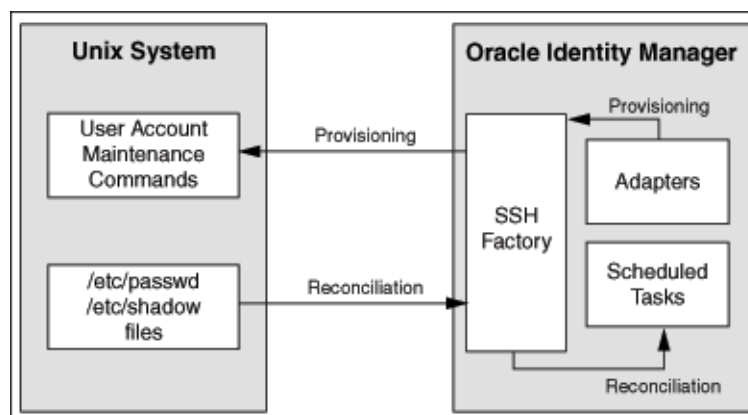 Unix System
User Account
Maintenance
Commands
/etc/passwd
/etc/shadow
files
Provisioning
Reconciliation
Oracle Identity Manager
Provisioning
SSH
Factory
Adapters
Scheduled
Tasks
Reconciliation